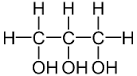 H H H
H—C—C—C—H
OH OH OH